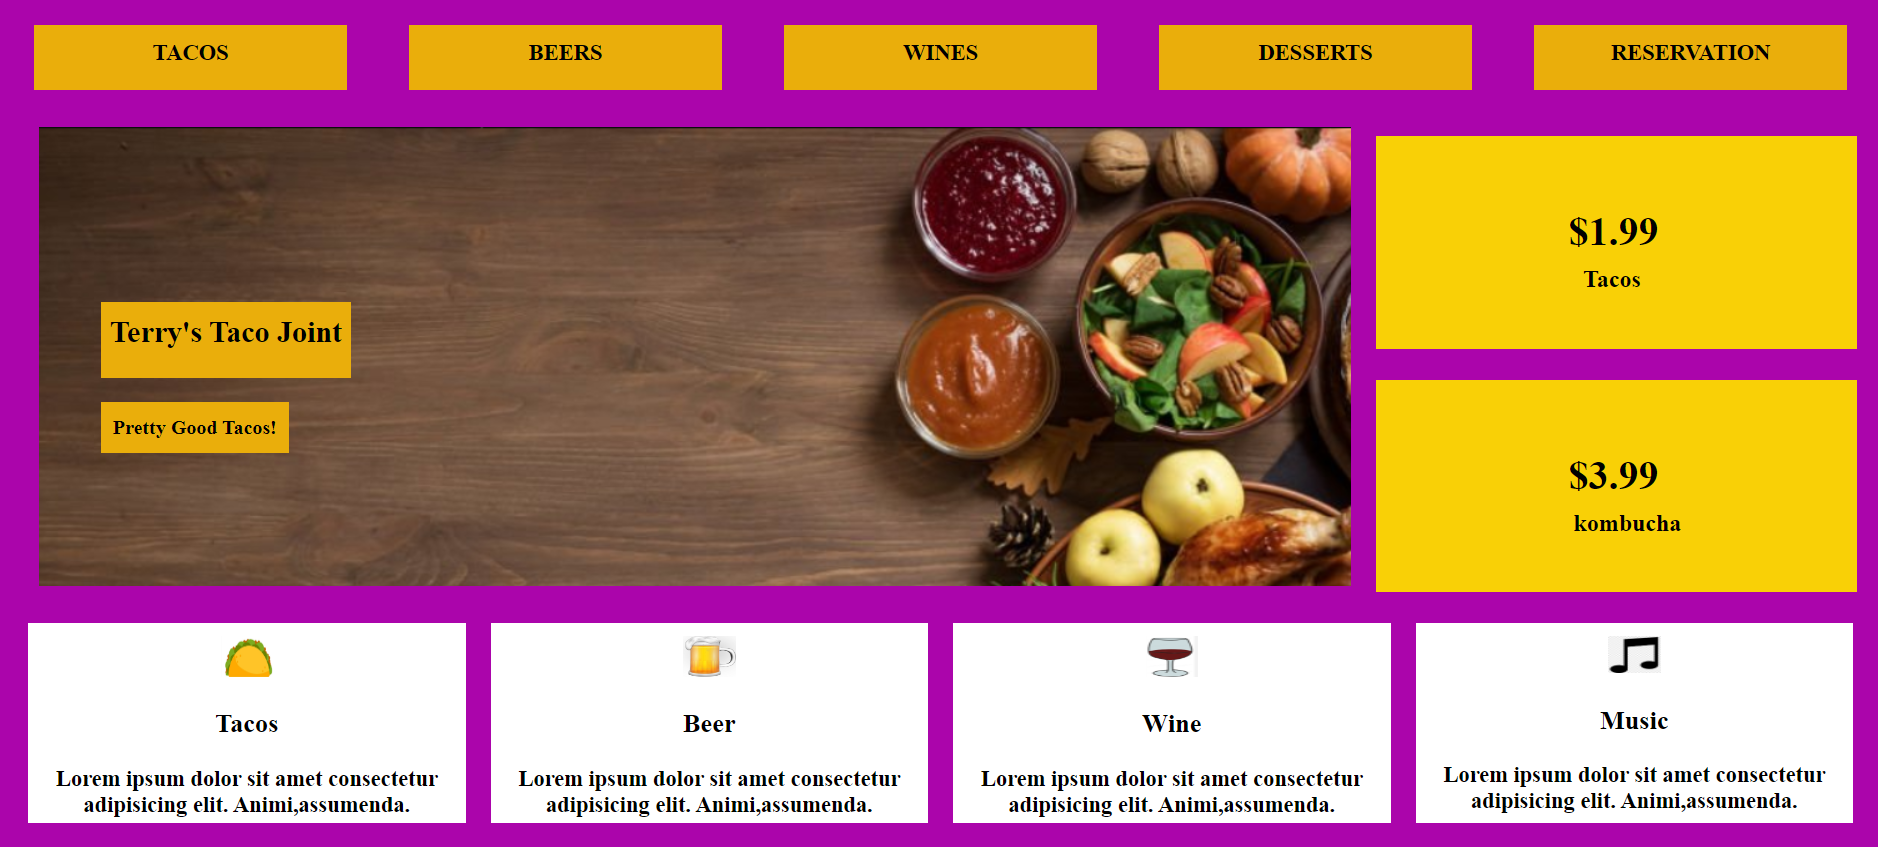 TACOS
BEERS
WINES
DESSERTS
RESERVATION
Terry's Taco Joint
Pretty Good Tacos!
$1.99
Tacos
$3.99
kombucha
Tacos
Lorem ipsum dolor sit amet consectetur
adipisicing elit. Animi,assumenda.
Beer
Lorem ipsum dolor sit amet consectetur
adipisicing elit. Animi,assumenda.
Wine
Lorem ipsum dolor sit amet consectetur
adipisicing elit. Animi,assumenda.
Music
Lorem ipsum dolor sit amet consectetur
adipisicing elit. Animi,assumenda.